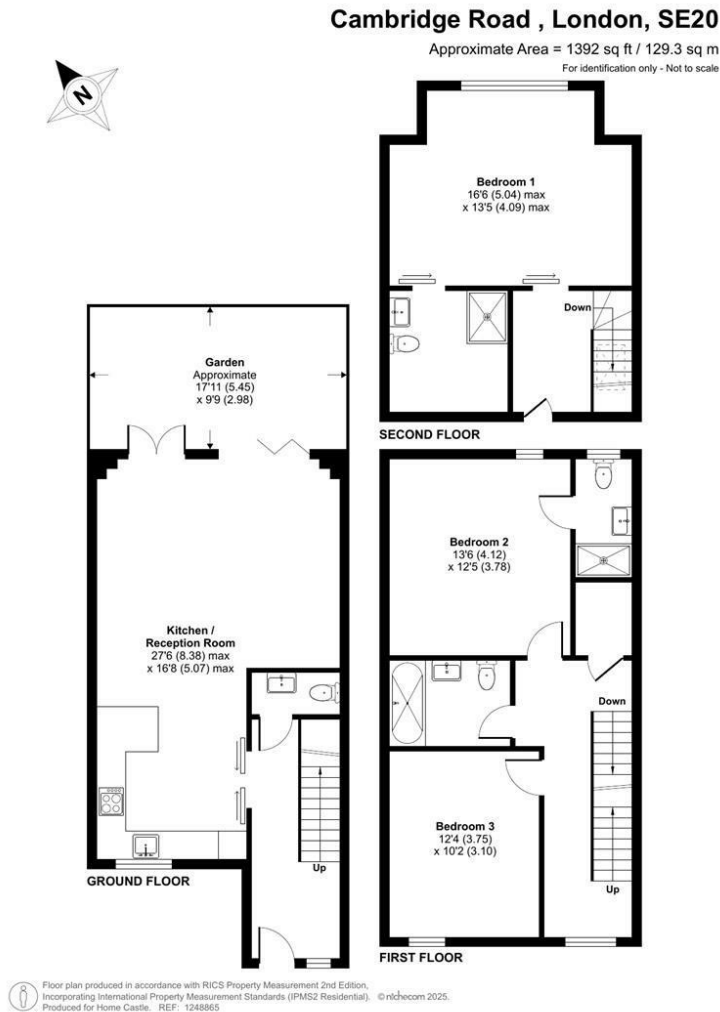 Cambridge Road , London, SE20
Approximate Area = 1392 sq ft / 129.3 sq m
For identification only - Not to scale
N
Bedroom 1
16'6 (5.04) max
x 13'5 (4.09) max
Down
SECOND FLOOR
Garden
Approximate
17'11 (5.45)
x 9'9 (2.98)
Kitchen /
Reception Room
27'6 (8.38) max
x 16'8 (5.07) max
Up
GROUND FLOOR
Bedroom 2
13'6 (4.12)
x 12'5 (3.78)
Down
Bedroom 3
12'4 (3.75)
x 10'2 (3.10)
Up
FIRST FLOOR
Floor plan produced in accordance with RICS Property Measurement 2nd Edition,
Incorporating International Property Measurement Standards (IPMS2 Residential). © nichecom 2025.
Produced for Home Castle. REF: 1248865